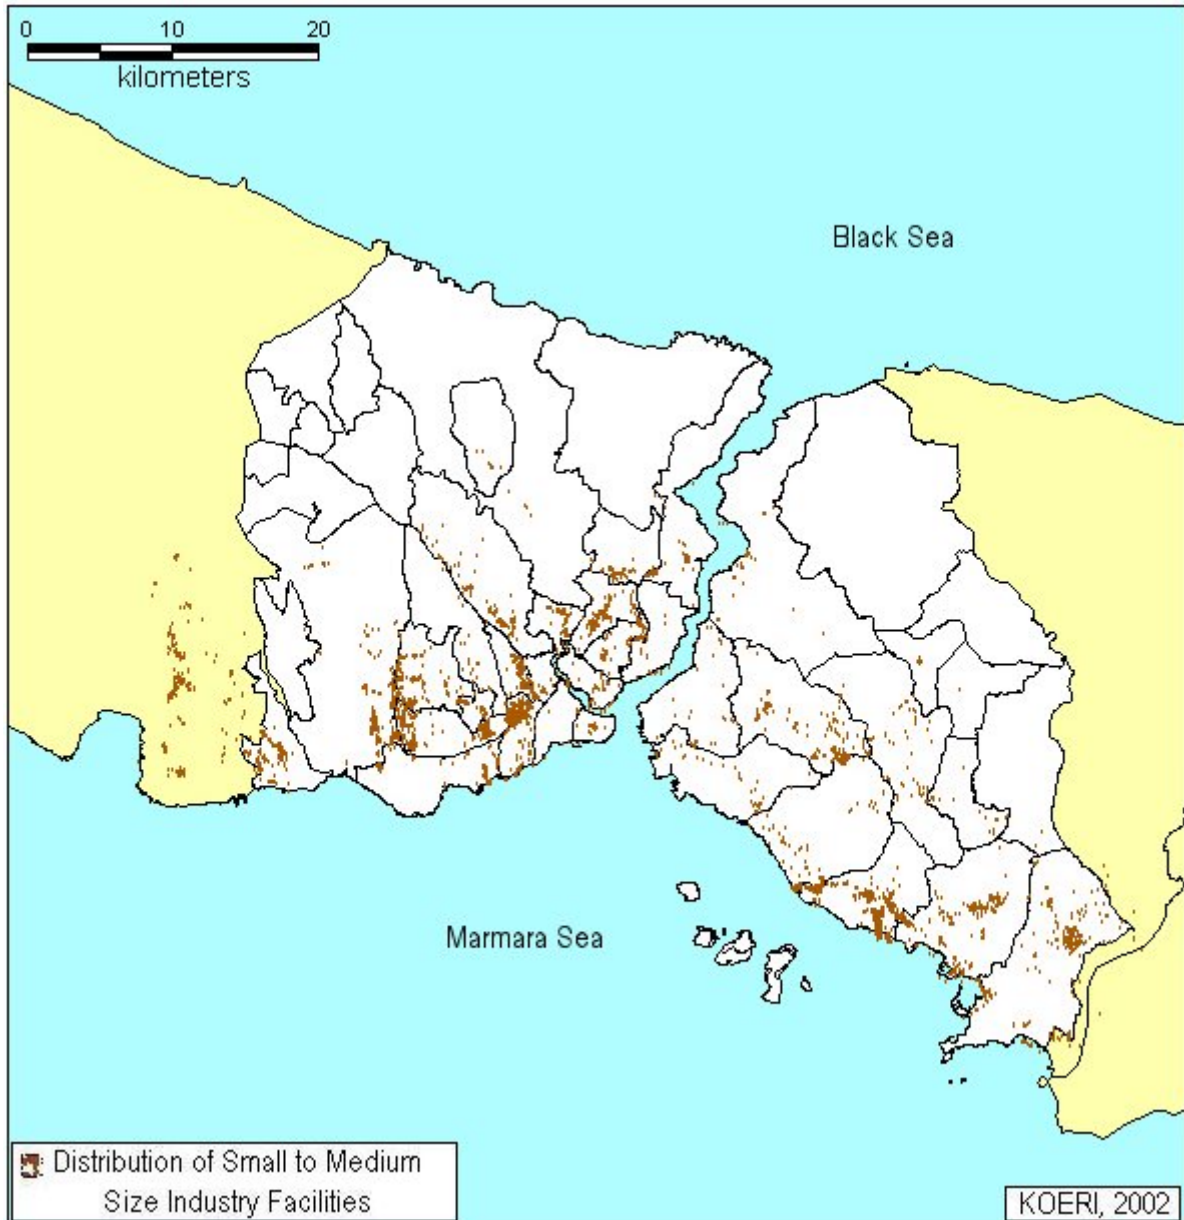 0 10 20
kilometers
Black Sea
Marmara Sea
Distribution of Small to Medium
Size Industry Facilities
KOERI, 2002